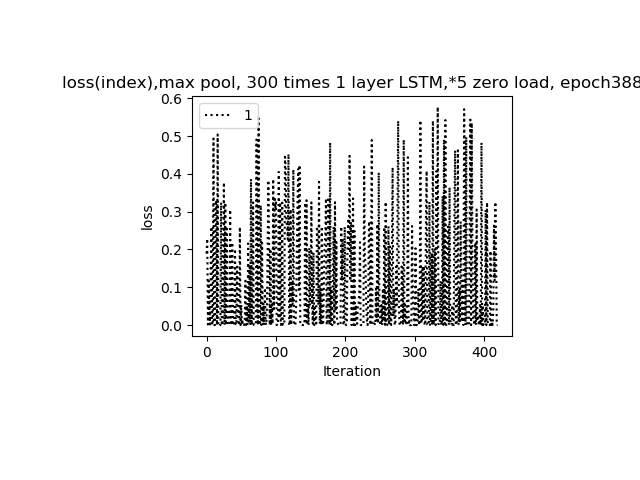 loss(index),max pool, 300 times 1 layer LSTM,*5 zero load, epoch388
1
0.6
0.5
0.4
0.3
0.2
0.1
0.0
loss
0 100 200 300 400
Iteration